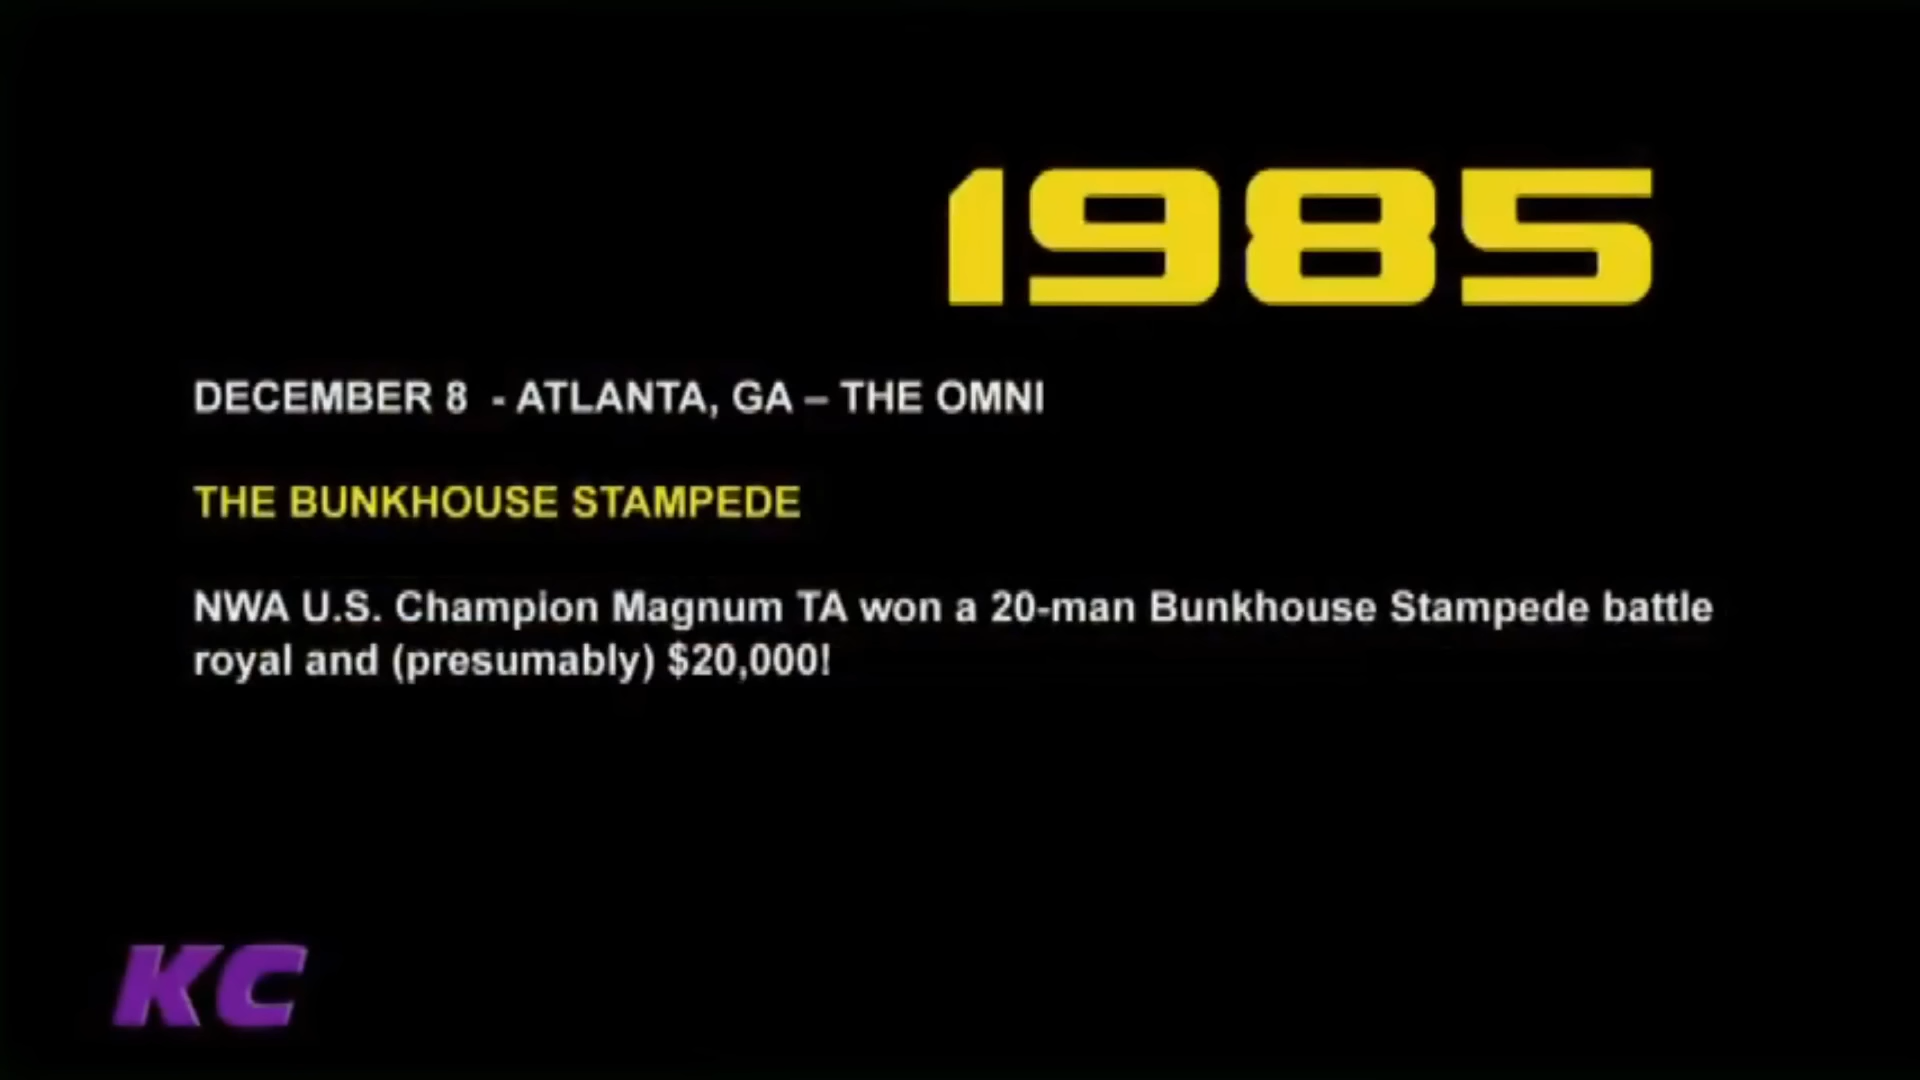 1985
DECEMBER 8 - ATLANTA, GA – THE OMNI
THE BUNKHOUSE STAMPEDE
NWA U.S. Champion Magnum TA won a 20-man Bunkhouse Stampede battle
royal and (presumably) $20,000!
KC